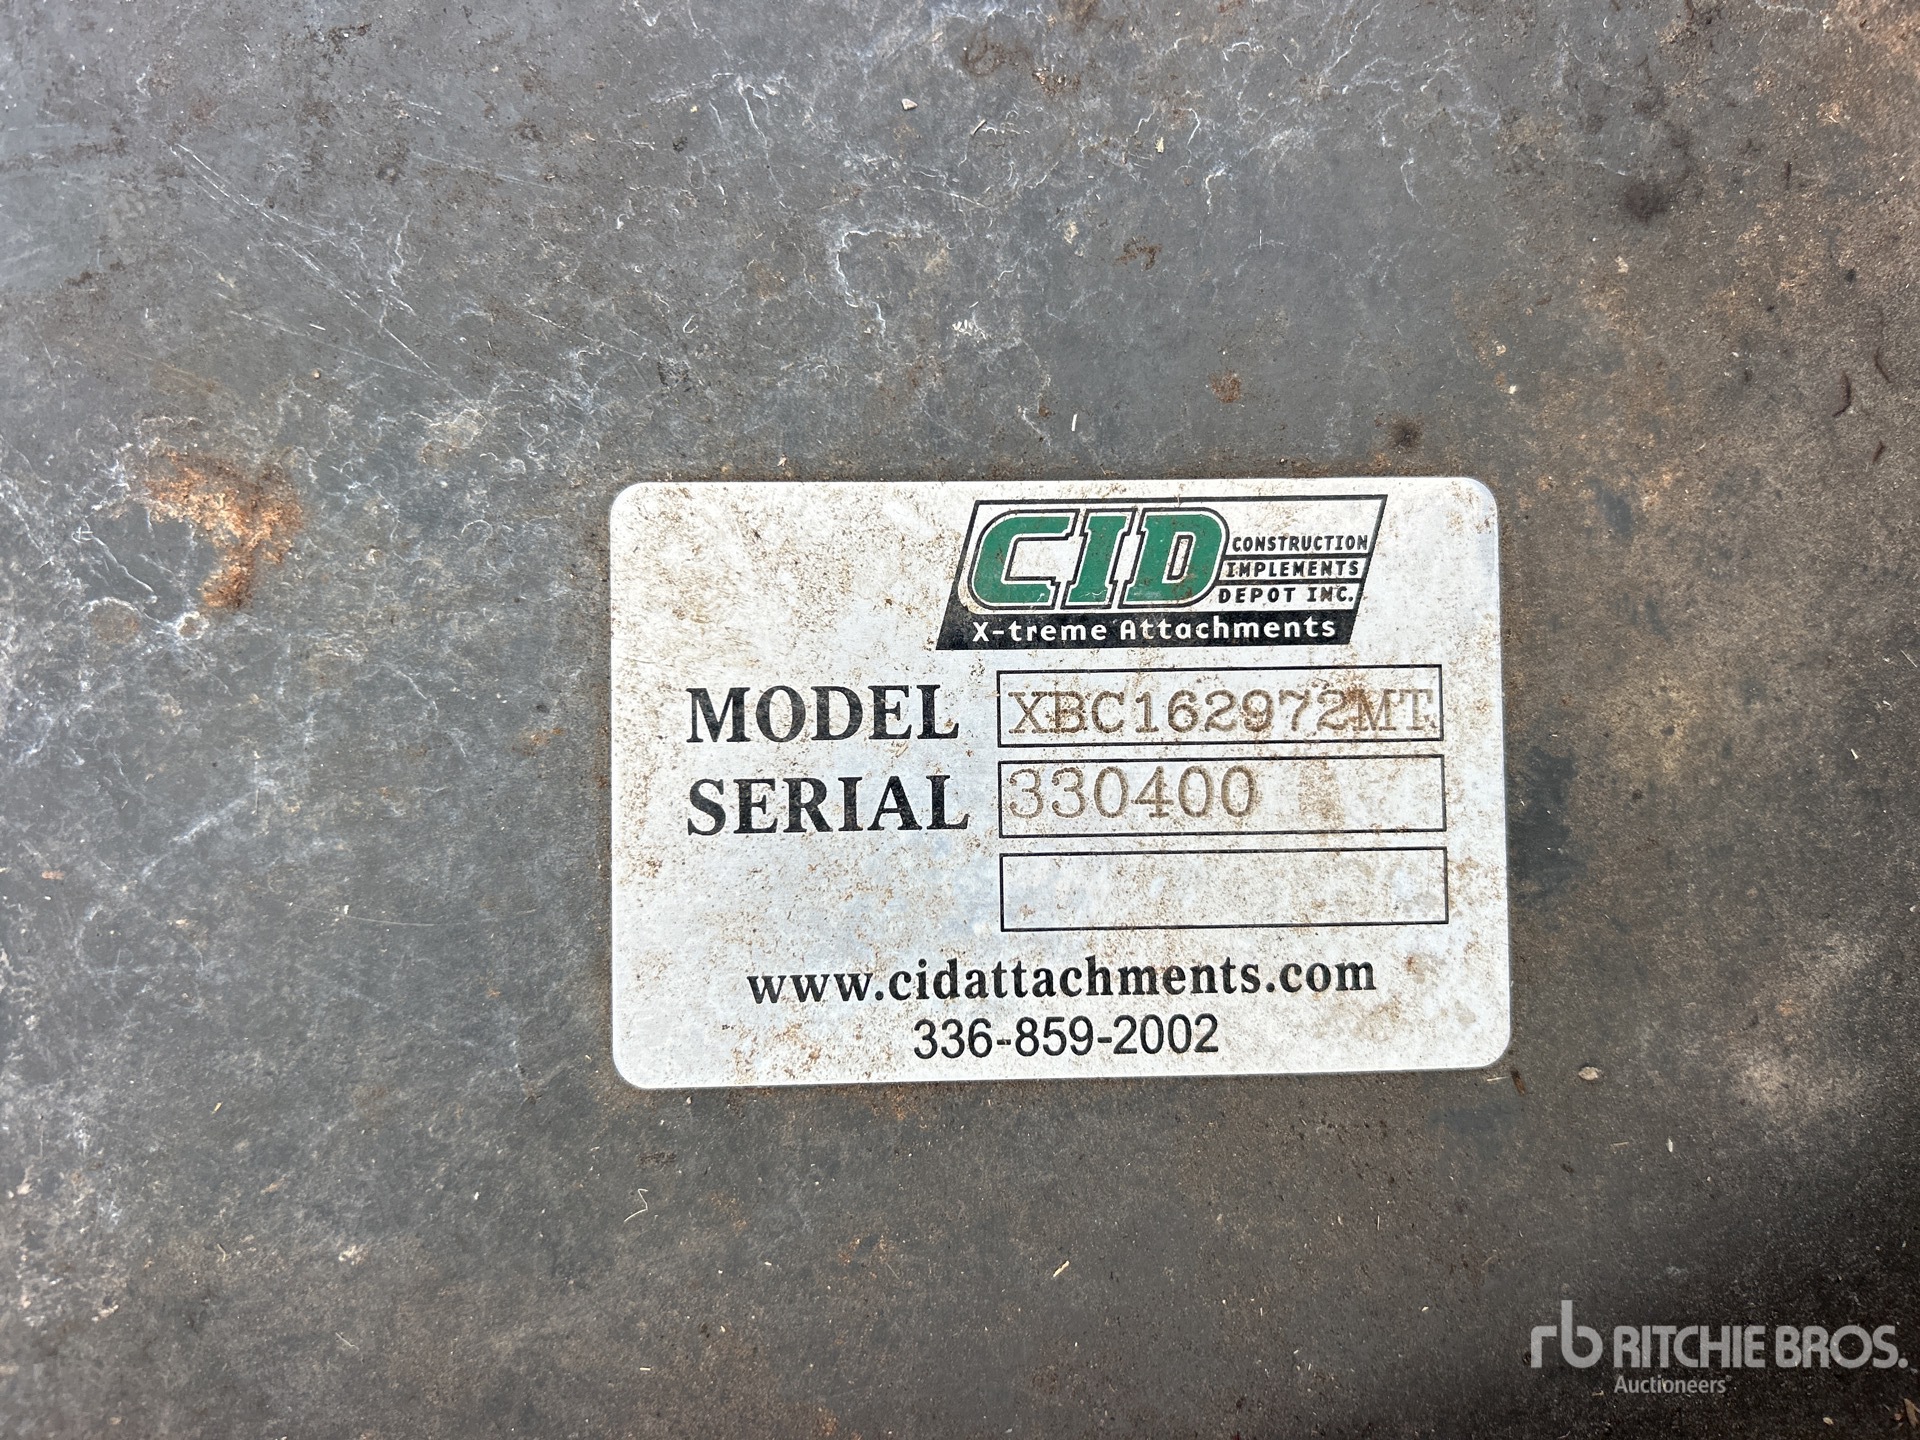 CID
CONSTRUCTION
IMPLEMENTS
DEPOT INC.
X-treme Attachments
MODEL XBC162972MT
SERIAL 330400
www.cidattachments.com
336-859-2002
rb RITCHIE BROS.
Auctioneers